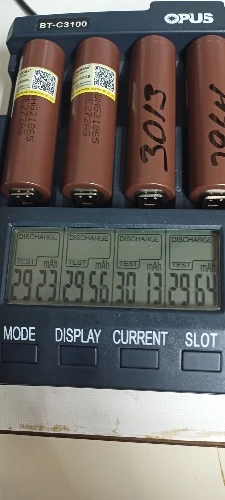 BT-C3100 OPUS
3013
2964
DISCHARGE DISCHARGE DISCHARGE DISCHARGE
TEST mAh TEST mAh TEST mAh TEST mAh
2923 2956 3013 2964
MODE DISPLAY CURRENT SLOT